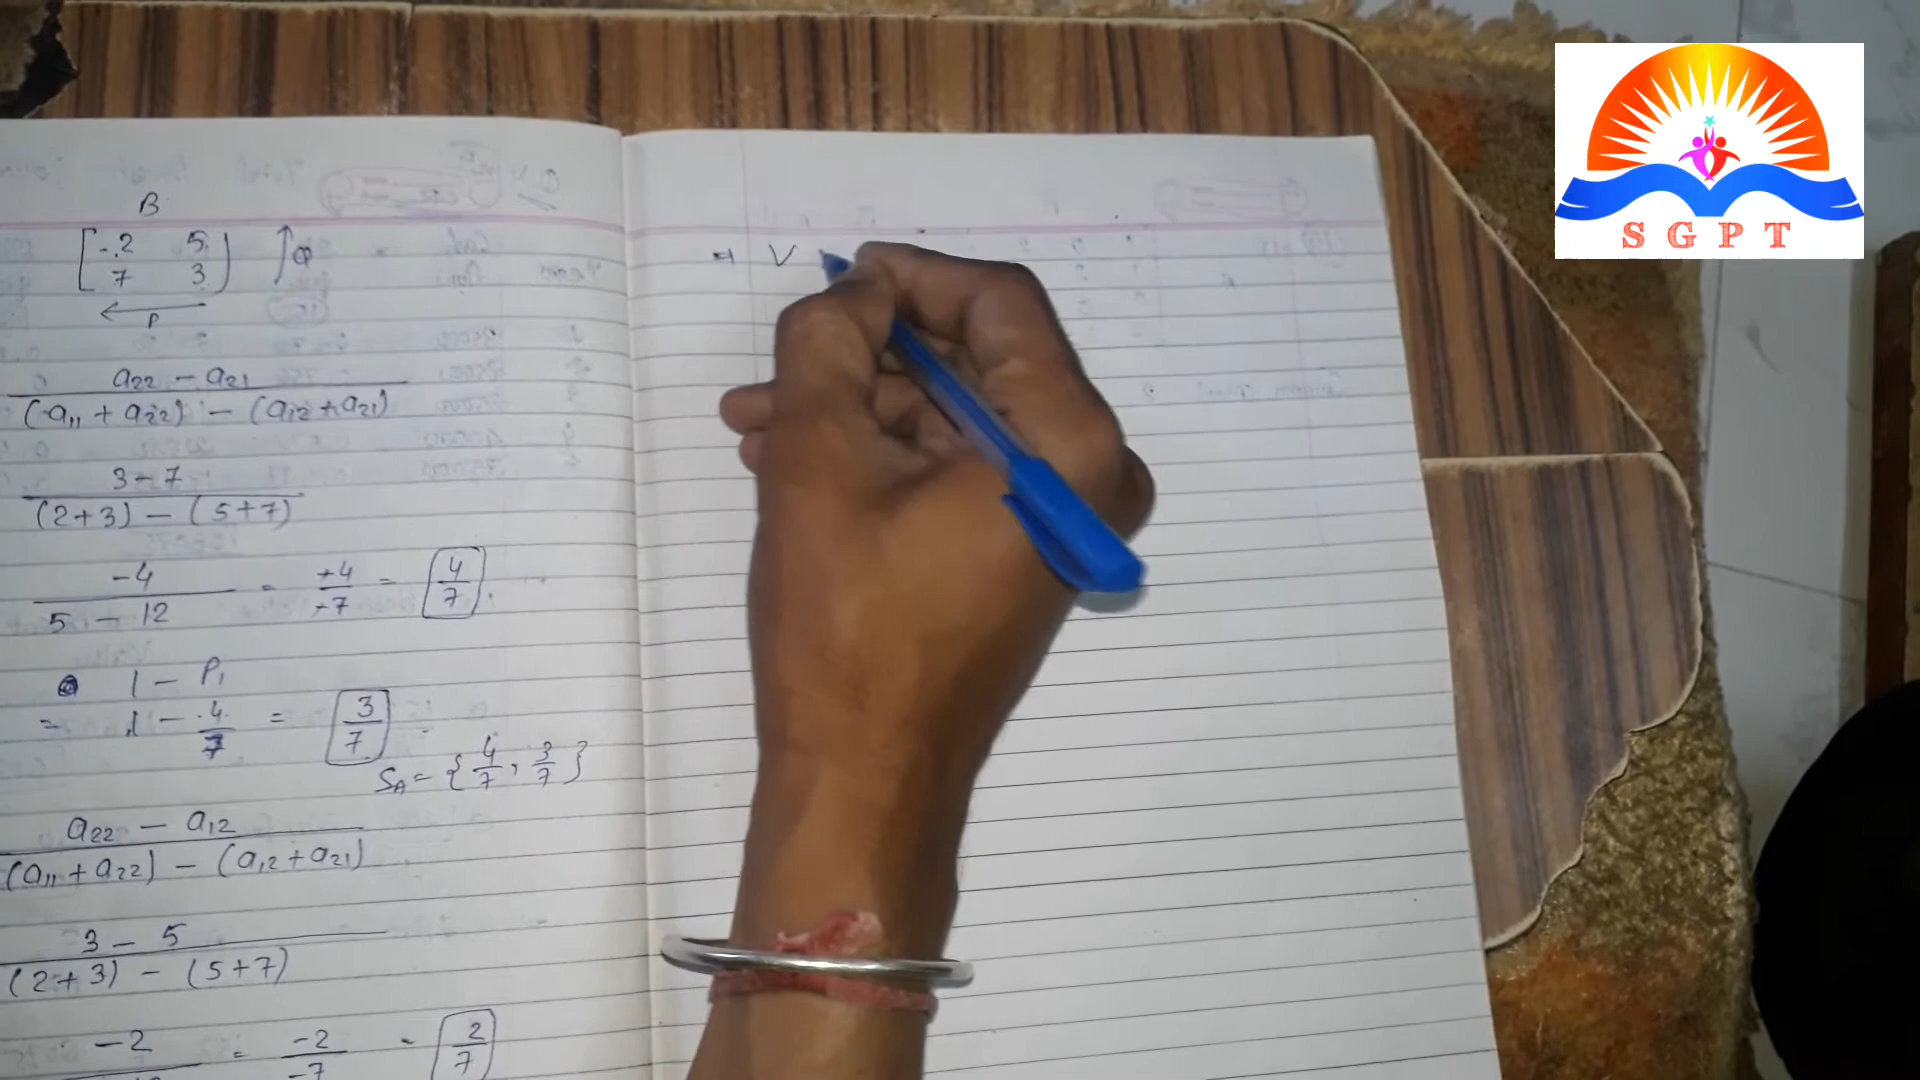 B
[-2 5
7 3] Q
P
a22 - a21
(a11 + a22) - (a12 + a21)
3 - 7
(2+3) - (5+7)
-4
5 - 12
= +4/+7 = 4/7
1 - P1
= 1 - 4/7 = 3/7
SA = {4/7, 3/7}
a22 - a12
(a11 + a22) - (a12 + a21)
3 - 5
(2+3) - (5+7)
-2 = -2/-7 - 2/7
V
SGPT